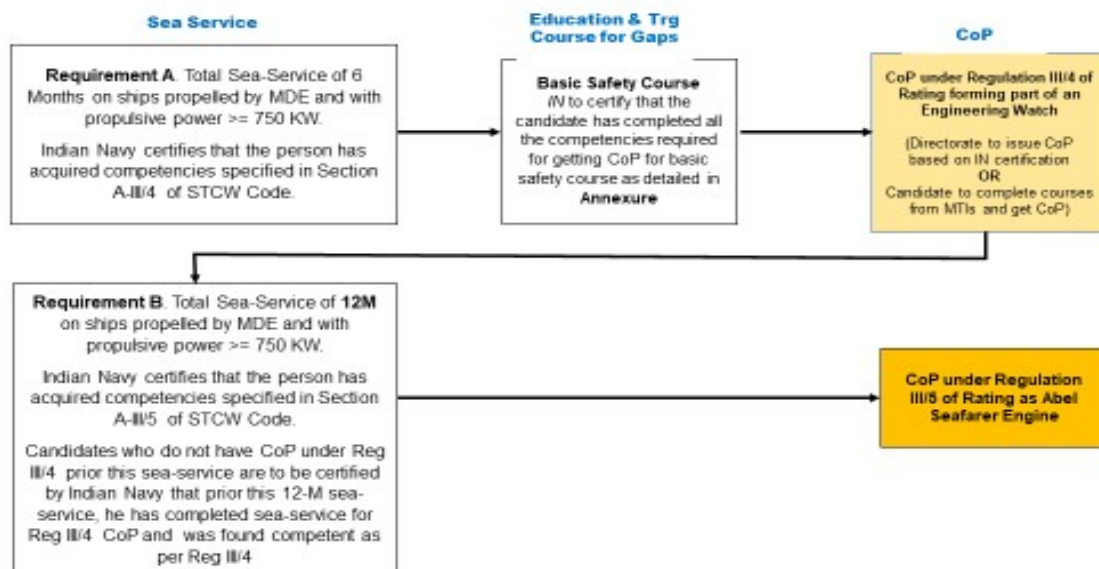 Sea Service
Education & Trg
Course for Gaps
CoP
Requirement A. Total Sea-Service of 6
Months on ships propelled by MDE and with
propulsive power >= 750 KW.
Indian Navy certifies that the person has
acquired competencies specified in Section
A-III/4 of STCW Code.
Basic Safety Course
IN to certify that the
candidate has completed all
the competencies required
for getting CoP for basic
safety course as detailed in
Annexure
CoP under Regulation III/4 of
Rating forming part of an
Engineering Watch
(Directorate to issue CoP
based on IN certification
OR
Candidate to complete courses
from MTIs and get CoP)
Requirement B. Total Sea-Service of 12M
on ships propelled by MDE and with
propulsive power >= 750 KW.
Indian Navy certifies that the person has
acquired competencies specified in Section
A-III/5 of STCW Code.
Candidates who do not have CoP under Reg
III/4 prior this sea-service are to be certified
by Indian Navy that prior this 12-M sea-
service, he has completed sea-service for
Reg III/4 CoP and was found competent as
per Reg III/4
CoP under Regulation
III/5 of Rating as Abel
Seafarer Engine